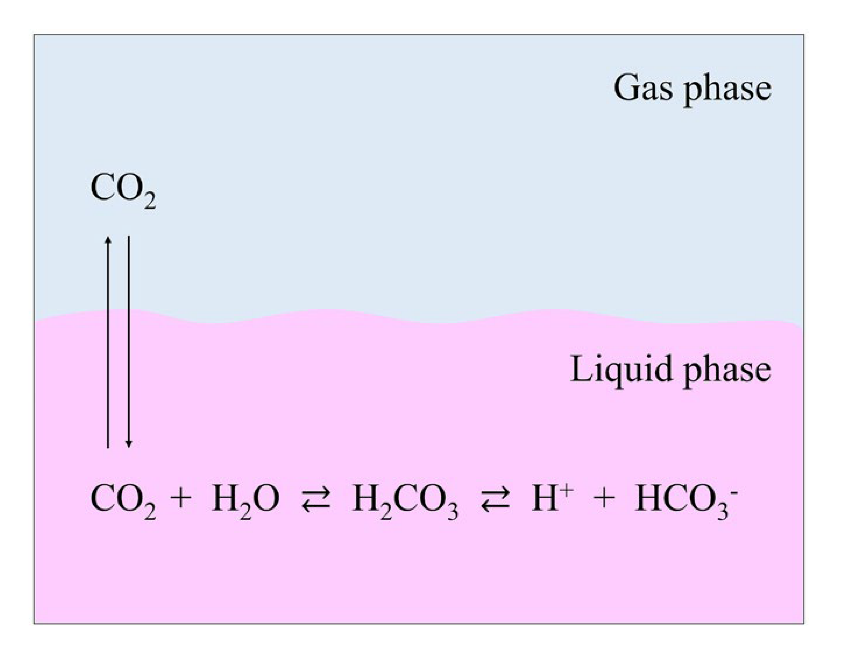 Gas phase
CO₂
Liquid phase
CO₂ + H₂O ⇄ H₂CO₃ ⇄ H⁺ + HCO₃⁻